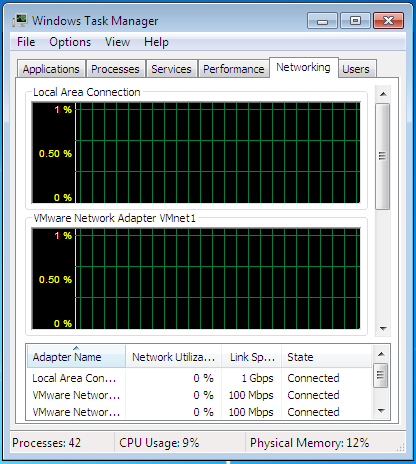 Windows Task Manager
File Options View Help
Applications Processes Services Performance Networking Users
Local Area Connection
1 %
0.50 %
0 %
VMware Network Adapter VMnet1
1 %
0.50 %
0 %
Adapter Name Network Utiliza... Link Sp... State
Local Area Con... 0 % 1 Gbps Connected
VMware Networ... 0 % 100 Mbps Connected
VMware Networ... 0 % 100 Mbps Connected
Processes: 42 CPU Usage: 9% Physical Memory: 12%